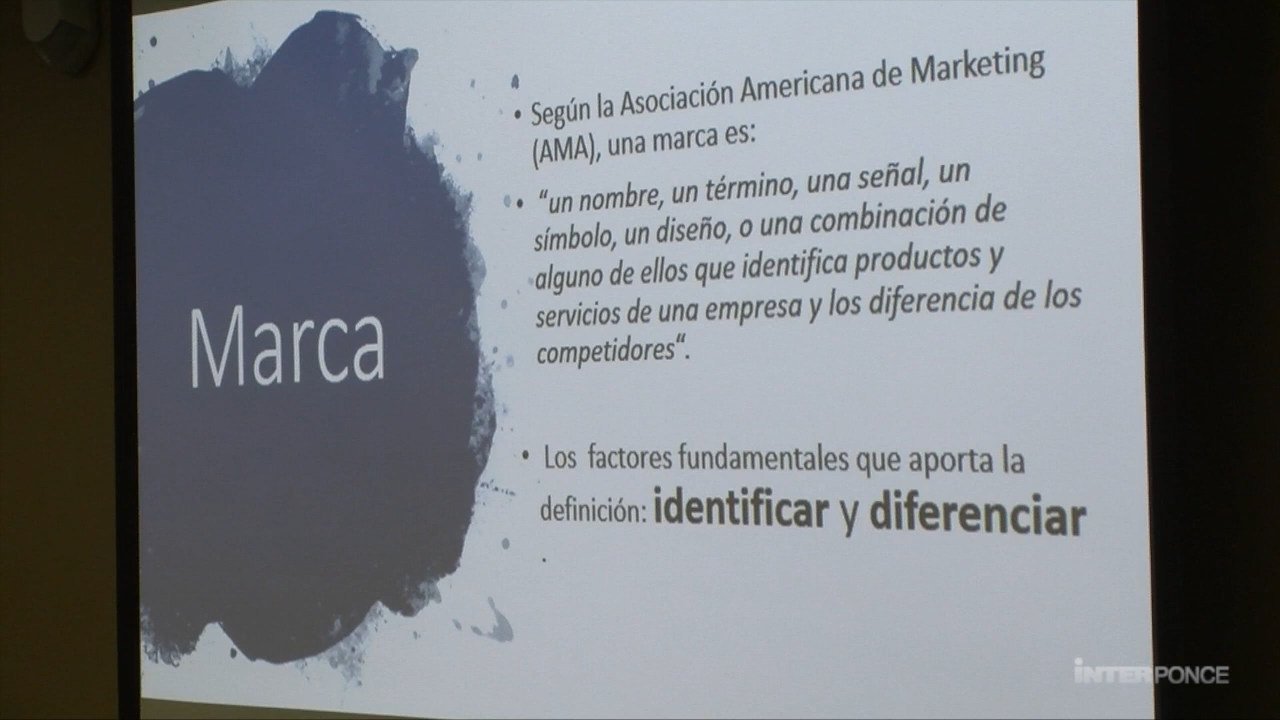 Marca
• Según la Asociación Americana de Marketing
(AMA), una marca es:
• “un nombre, un término, una señal, un
símbolo, un diseño, o una combinación de
alguno de ellos que identifica productos y
servicios de una empresa y los diferencia de los
competidores“.
• Los factores fundamentales que aporta la
definición: identificar y diferenciar
.
INTERPONCE